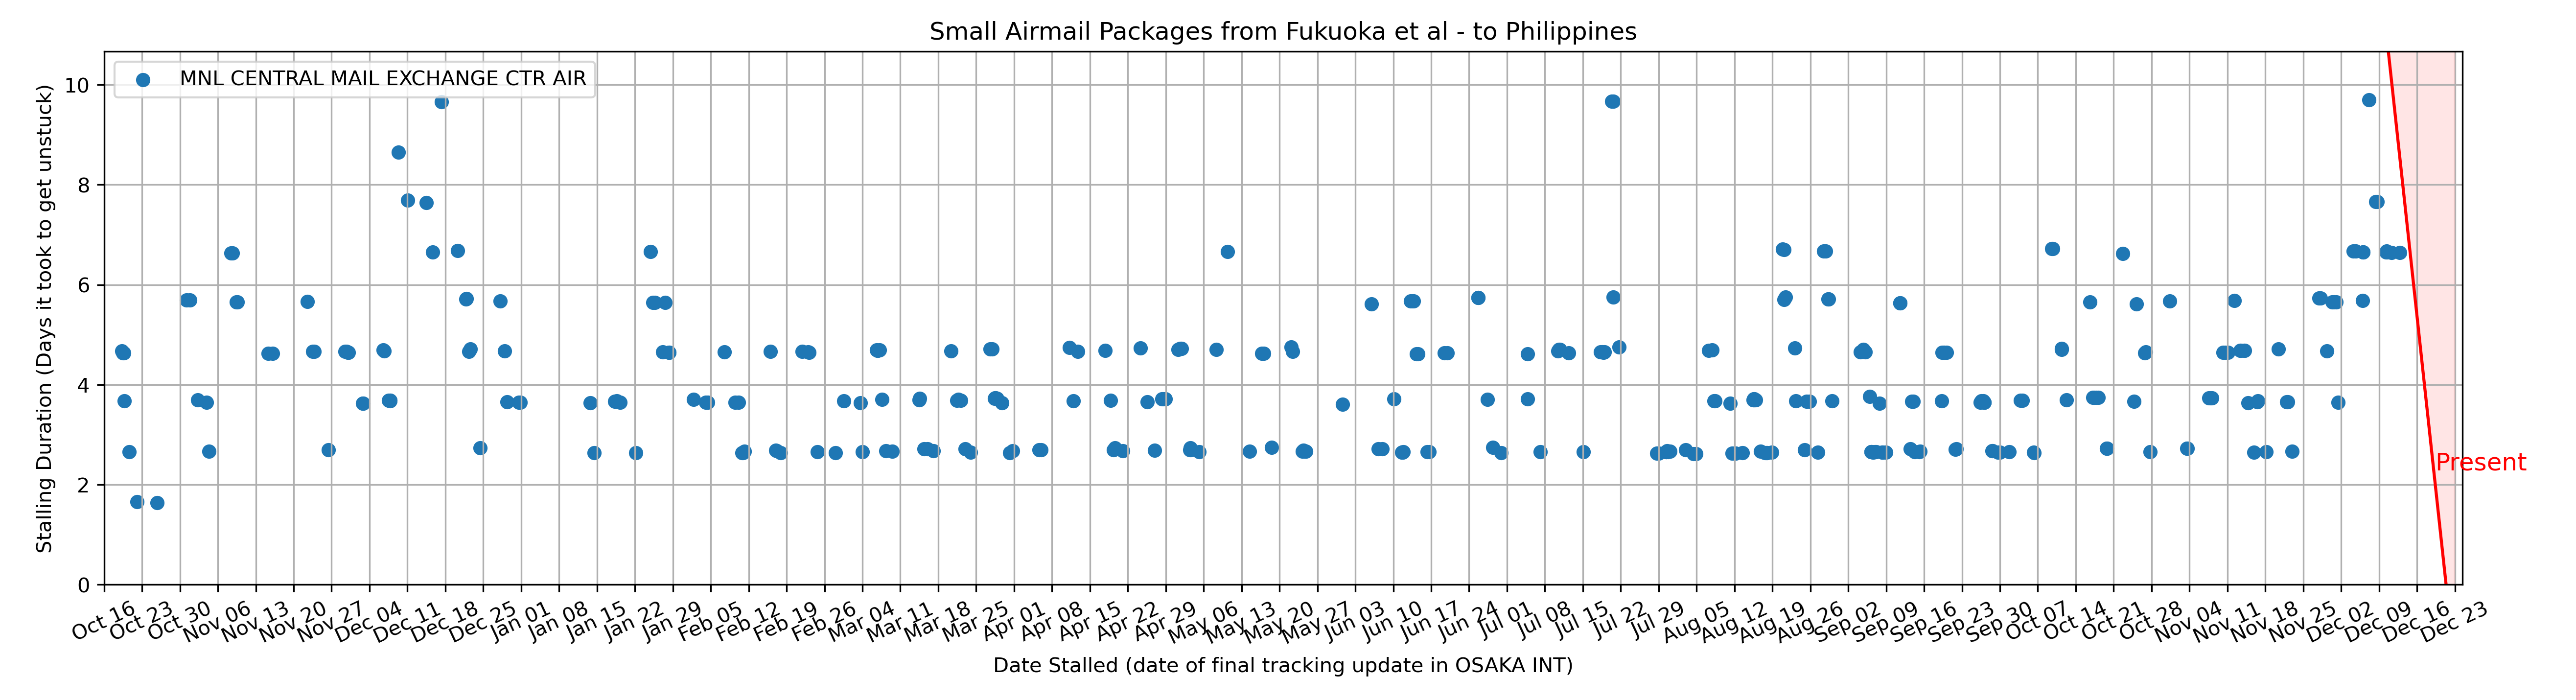 Small Airmail Packages from Fukuoka et al - to Philippines
MNL CENTRAL MAIL EXCHANGE CTR AIR
Stalling Duration (Days it took to get unstuck)
10
8
6
4
2
0
Present
Oct 16
Oct 23
Oct 30
Nov 06
Nov 13
Nov 20
Nov 27
Dec 04
Dec 11
Dec 18
Dec 25
Jan 01
Jan 08
Jan 15
Jan 22
Jan 29
Feb 05
Feb 12
Feb 19
Feb 26
Mar 04
Mar 11
Mar 18
Mar 25
Apr 01
Apr 08
Apr 15
Apr 22
Apr 29
May 06
May 13
May 20
May 27
Jun 03
Jun 10
Jun 17
Jun 24
Jul 01
Jul 08
Jul 15
Jul 22
Jul 29
Aug 05
Aug 12
Aug 19
Aug 26
Sep 02
Sep 09
Sep 16
Sep 23
Sep 30
Oct 07
Oct 14
Oct 21
Oct 28
Nov 04
Nov 11
Nov 18
Nov 25
Dec 02
Dec 09
Dec 16
Dec 23
Date Stalled (date of final tracking update in OSAKA INT)